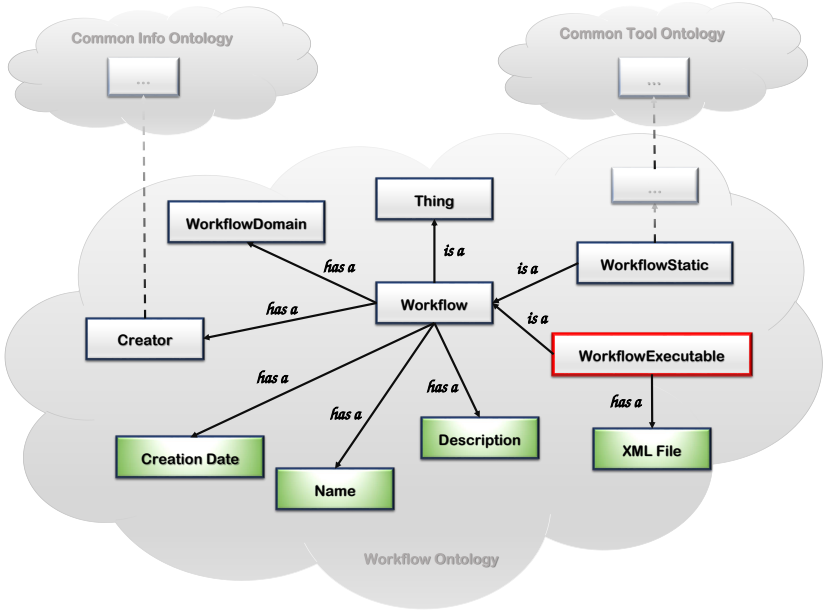 Common Info Ontology
...
Common Tool Ontology
...
...
Thing
WorkflowDomain
is a
has a
is a
WorkflowStatic
Workflow
has a
is a
Creator
WorkflowExecutable
has a
has a
has a
has a
Description
XML File
Creation Date
Name
Workflow Ontology